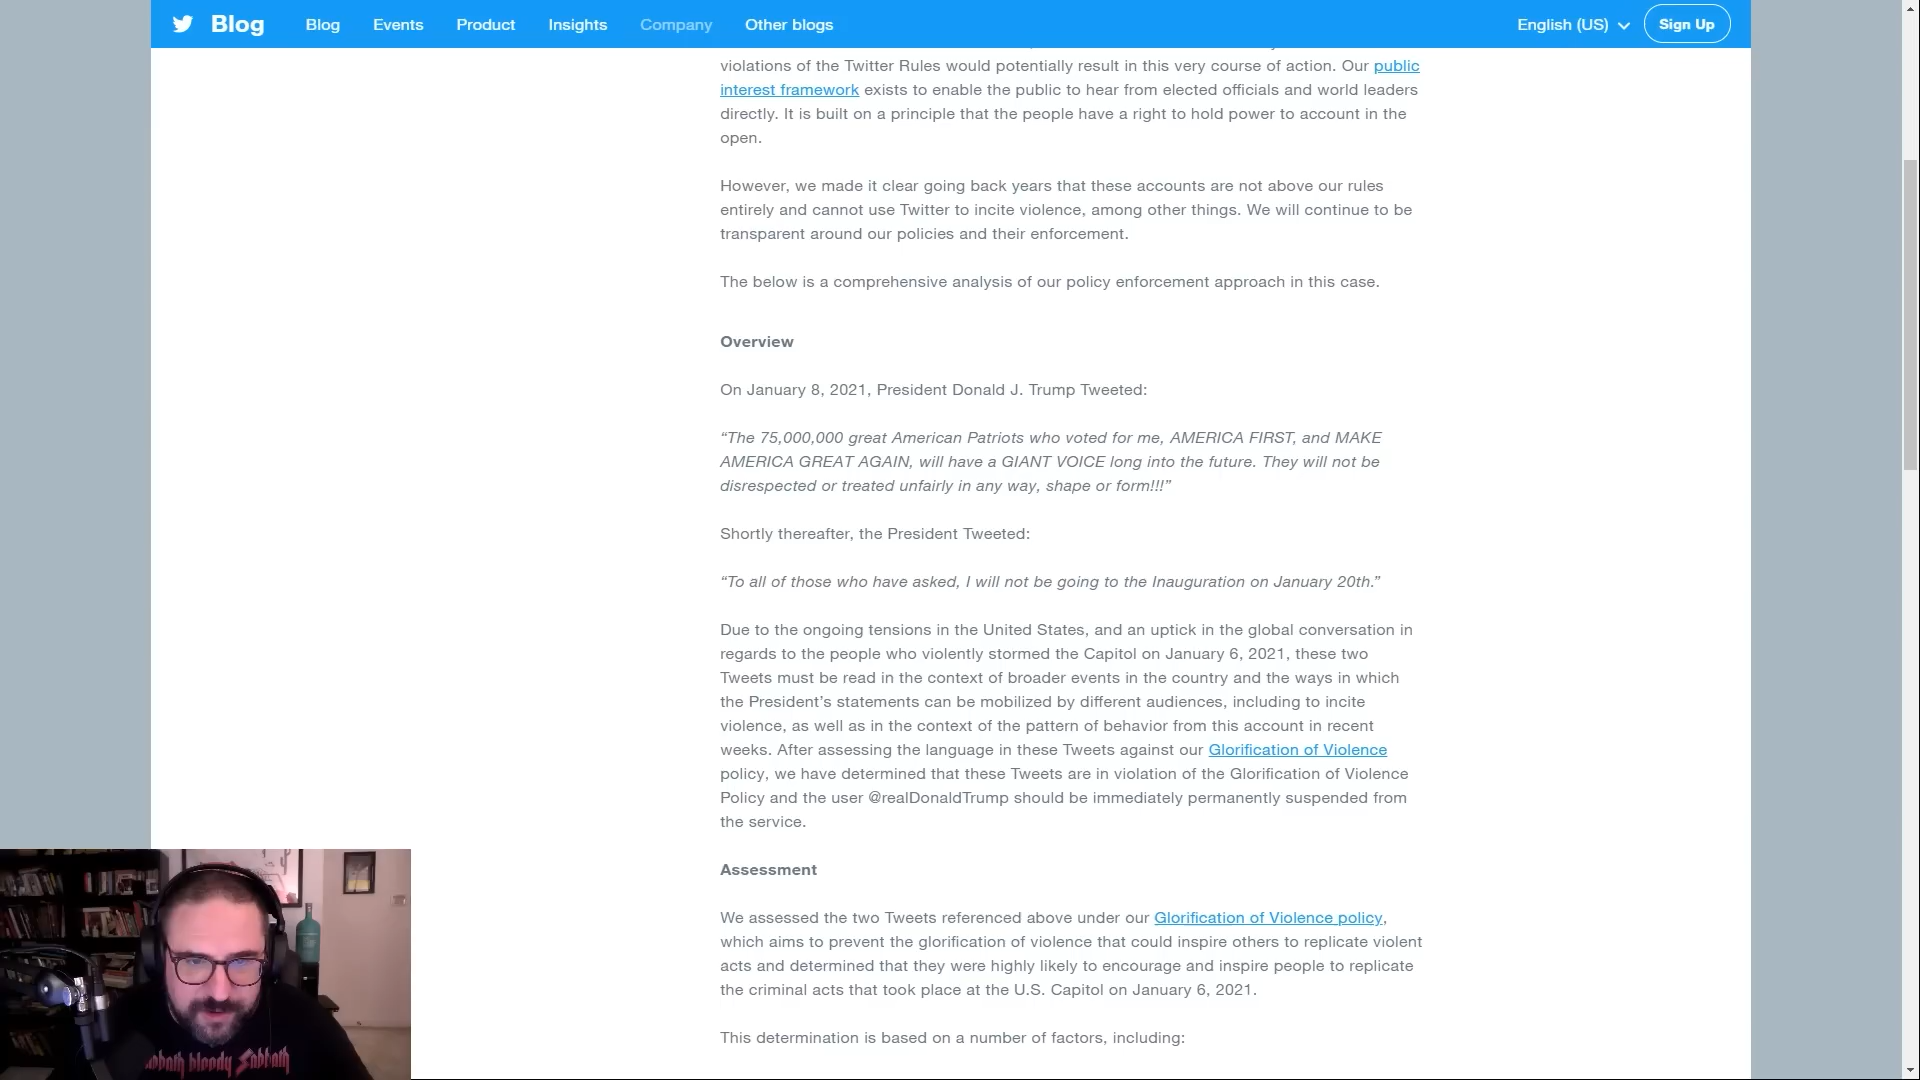 Blog
Blog Events Product Insights Company Other blogs
English (US)
Sign Up
violations of the Twitter Rules would potentially result in this very course of action. Our public
interest framework exists to enable the public to hear from elected officials and world leaders
directly. It is built on a principle that the people have a right to hold power to account in the
open.
However, we made it clear going back years that these accounts are not above our rules
entirely and cannot use Twitter to incite violence, among other things. We will continue to be
transparent around our policies and their enforcement.
The below is a comprehensive analysis of our policy enforcement approach in this case.
Overview
On January 8, 2021, President Donald J. Trump Tweeted:
“The 75,000,000 great American Patriots who voted for me, AMERICA FIRST, and MAKE
AMERICA GREAT AGAIN, will have a GIANT VOICE long into the future. They will not be
disrespected or treated unfairly in any way, shape or form!!!”
Shortly thereafter, the President Tweeted:
“To all of those who have asked, I will not be going to the Inauguration on January 20th.”
Due to the ongoing tensions in the United States, and an uptick in the global conversation in
regards to the people who violently stormed the Capitol on January 6, 2021, these two
Tweets must be read in the context of broader events in the country and the ways in which
the President’s statements can be mobilized by different audiences, including to incite
violence, as well as in the context of the pattern of behavior from this account in recent
weeks. After assessing the language in these Tweets against our Glorification of Violence
policy, we have determined that these Tweets are in violation of the Glorification of Violence
Policy and the user @realDonaldTrump should be immediately permanently suspended from
the service.
Assessment
We assessed the two Tweets referenced above under our Glorification of Violence policy,
which aims to prevent the glorification of violence that could inspire others to replicate violent
acts and determined that they were highly likely to encourage and inspire people to replicate
the criminal acts that took place at the U.S. Capitol on January 6, 2021.
This determination is based on a number of factors, including:
bloody Sabbath